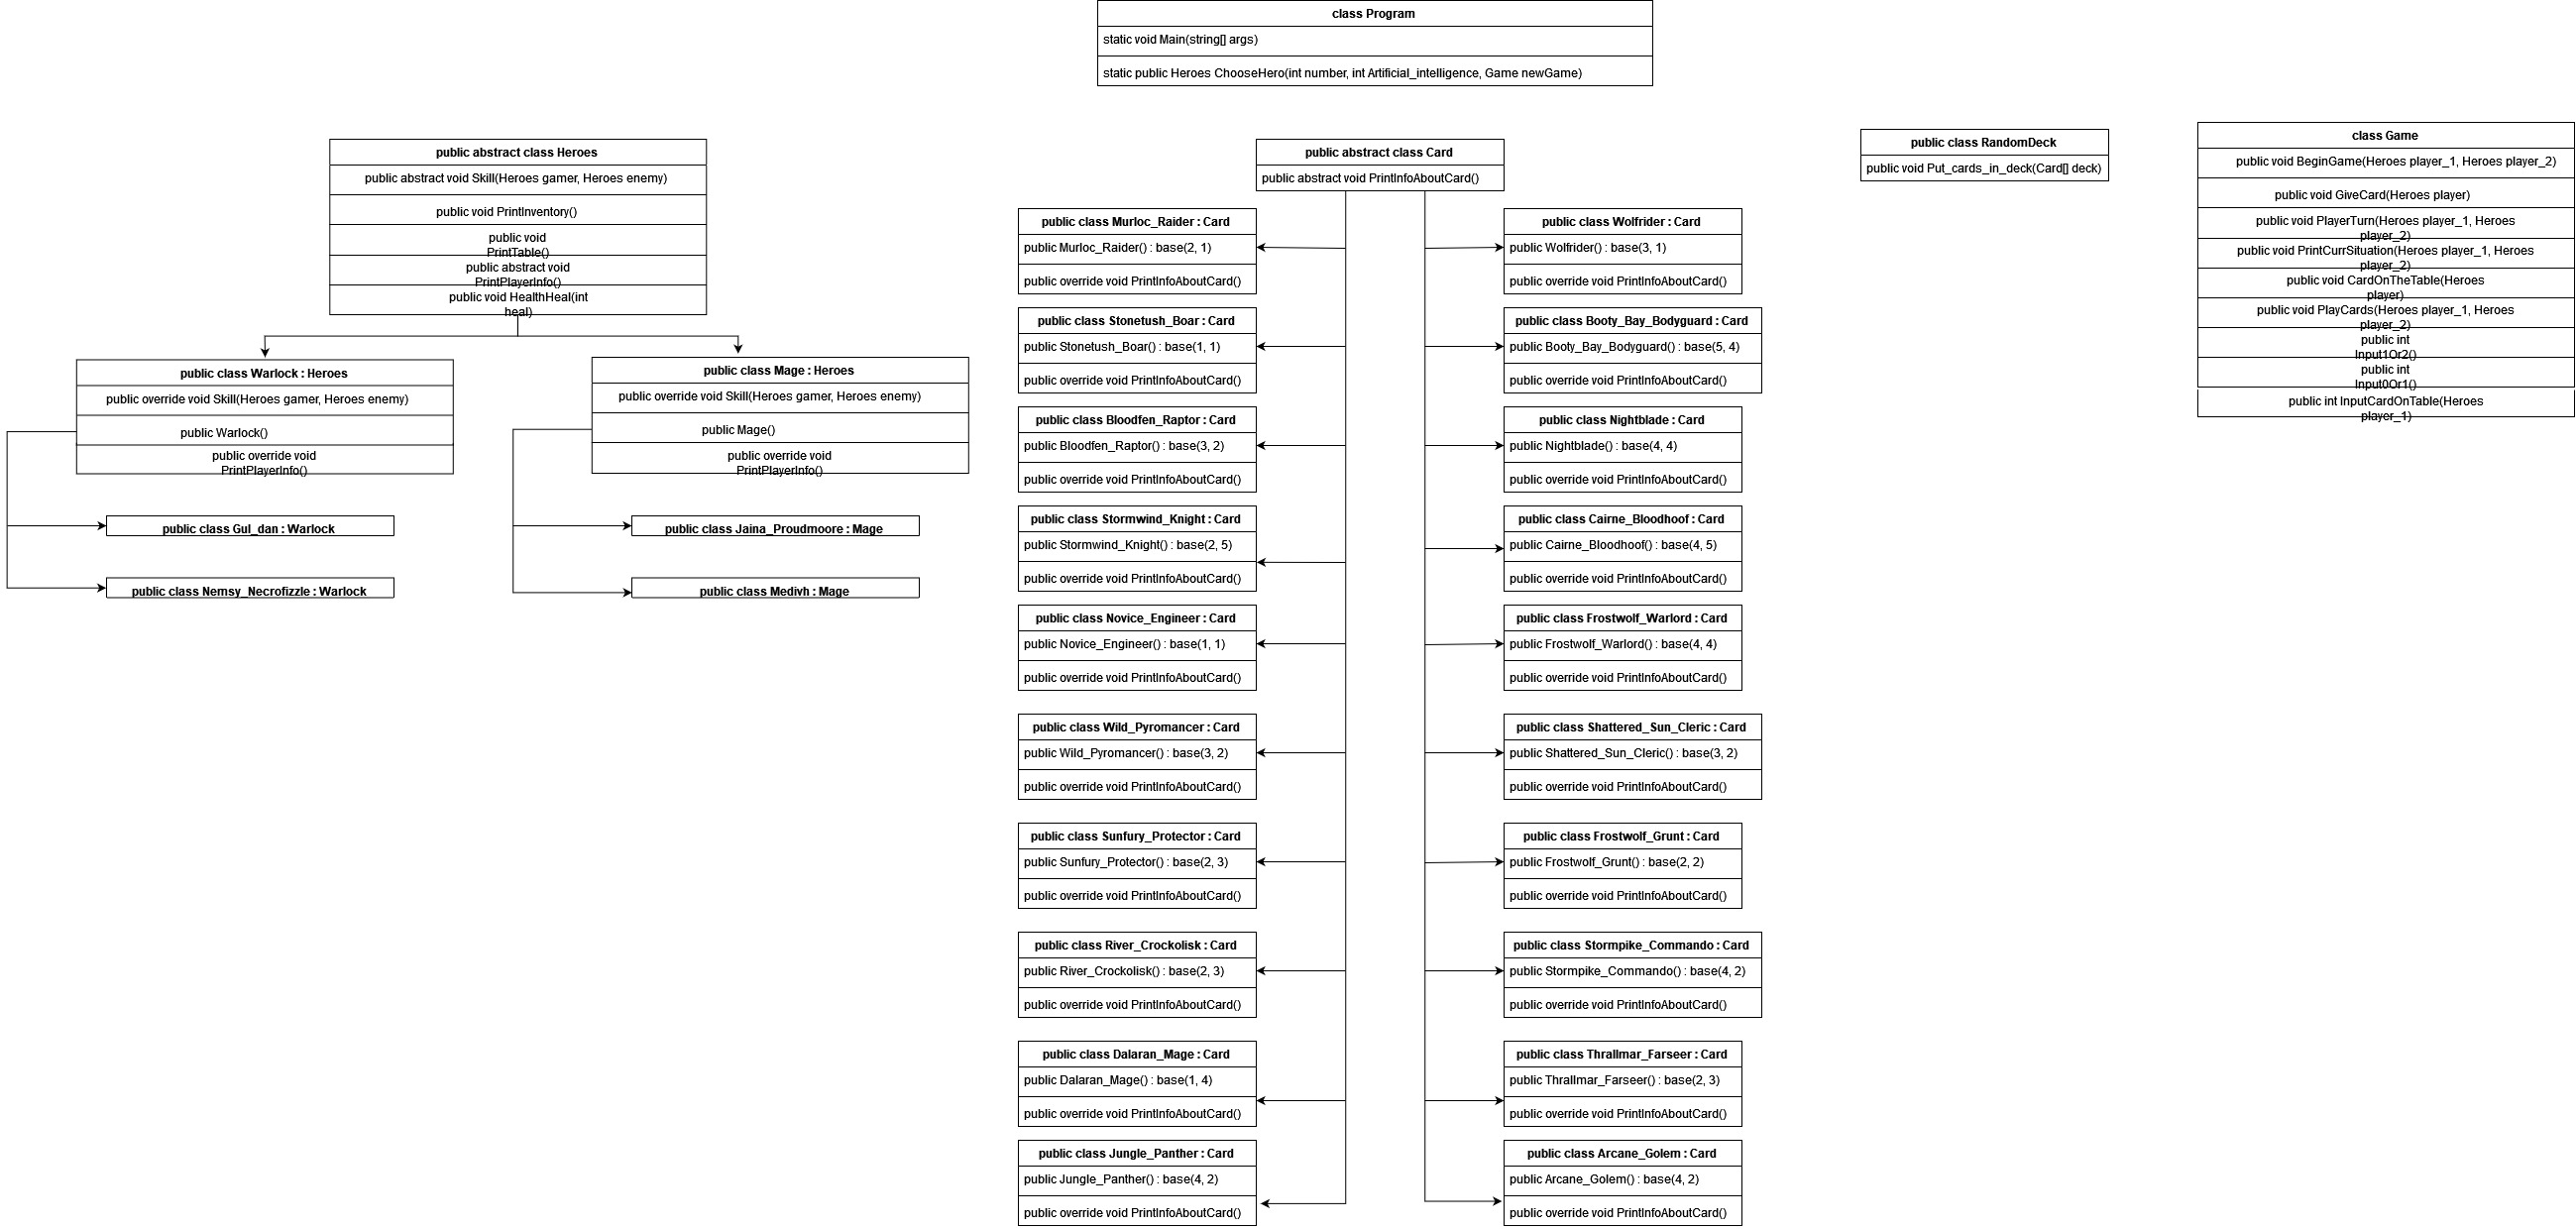 class Program
static void Main(string[] args)
static public Heroes ChooseHero(int number, int Artificial_intelligence, Game newGame)
public abstract class Heroes
public abstract void Skill(Heroes gamer, Heroes enemy)
public void PrintInventory()
public void
PrintTable()
public abstract void
PrintPlayerInfo()
public void HealthHeal(int
heal)
public class Warlock : Heroes
public override void Skill(Heroes gamer, Heroes enemy)
public Warlock()
public override void
PrintPlayerInfo()
public class Gul_dan : Warlock
public class Nemsy_Necrofizzle : Warlock
public class Mage : Heroes
public override void Skill(Heroes gamer, Heroes enemy)
public Mage()
public override void
PrintPlayerInfo()
public class Jaina_Proudmoore : Mage
public class Medivh : Mage
public abstract class Card
public abstract void PrintInfoAboutCard()
public class Murloc_Raider : Card
public Murloc_Raider() : base(2, 1)
public override void PrintInfoAboutCard()
public class Stonetush_Boar : Card
public Stonetush_Boar() : base(1, 1)
public override void PrintInfoAboutCard()
public class Bloodfen_Raptor : Card
public Bloodfen_Raptor() : base(3, 2)
public override void PrintInfoAboutCard()
public class Stormwind_Knight : Card
public Stormwind_Knight() : base(2, 5)
public override void PrintInfoAboutCard()
public class Novice_Engineer : Card
public Novice_Engineer() : base(1, 1)
public override void PrintInfoAboutCard()
public class Wild_Pyromancer : Card
public Wild_Pyromancer() : base(3, 2)
public override void PrintInfoAboutCard()
public class Sunfury_Protector : Card
public Sunfury_Protector() : base(2, 3)
public override void PrintInfoAboutCard()
public class River_Crockolisk : Card
public River_Crockolisk() : base(2, 3)
public override void PrintInfoAboutCard()
public class Dalaran_Mage : Card
public Dalaran_Mage() : base(1, 4)
public override void PrintInfoAboutCard()
public class Jungle_Panther : Card
public Jungle_Panther() : base(4, 2)
public override void PrintInfoAboutCard()
public class Wolfrider : Card
public Wolfrider() : base(3, 1)
public override void PrintInfoAboutCard()
public class Booty_Bay_Bodyguard : Card
public Booty_Bay_Bodyguard() : base(5, 4)
public override void PrintInfoAboutCard()
public class Nightblade : Card
public Nightblade() : base(4, 4)
public override void PrintInfoAboutCard()
public class Cairne_Bloodhoof : Card
public Cairne_Bloodhoof() : base(4, 5)
public override void PrintInfoAboutCard()
public class Frostwolf_Warlord : Card
public Frostwolf_Warlord() : base(4, 4)
public override void PrintInfoAboutCard()
public class Shattered_Sun_Cleric : Card
public Shattered_Sun_Cleric() : base(3, 2)
public override void PrintInfoAboutCard()
public class Frostwolf_Grunt : Card
public Frostwolf_Grunt() : base(2, 2)
public override void PrintInfoAboutCard()
public class Stormpike_Commando : Card
public Stormpike_Commando() : base(4, 2)
public override void PrintInfoAboutCard()
public class Thrallmar_Farseer : Card
public Thrallmar_Farseer() : base(2, 3)
public override void PrintInfoAboutCard()
public class Arcane_Golem : Card
public Arcane_Golem() : base(4, 2)
public override void PrintInfoAboutCard()
public class RandomDeck
public void Put_cards_in_deck(Card[] deck)
class Game
public void BeginGame(Heroes player_1, Heroes player_2)
public void GiveCard(Heroes player)
public void PlayerTurn(Heroes player_1, Heroes
player_2)
public void PrintCurrSituation(Heroes player_1, Heroes
player_2)
public void CardOnTheTable(Heroes
player)
public void PlayCards(Heroes player_1, Heroes
player_2)
public int
Input1Or2()
public int
Input0Or1()
public int InputCardOnTable(Heroes
player_1)